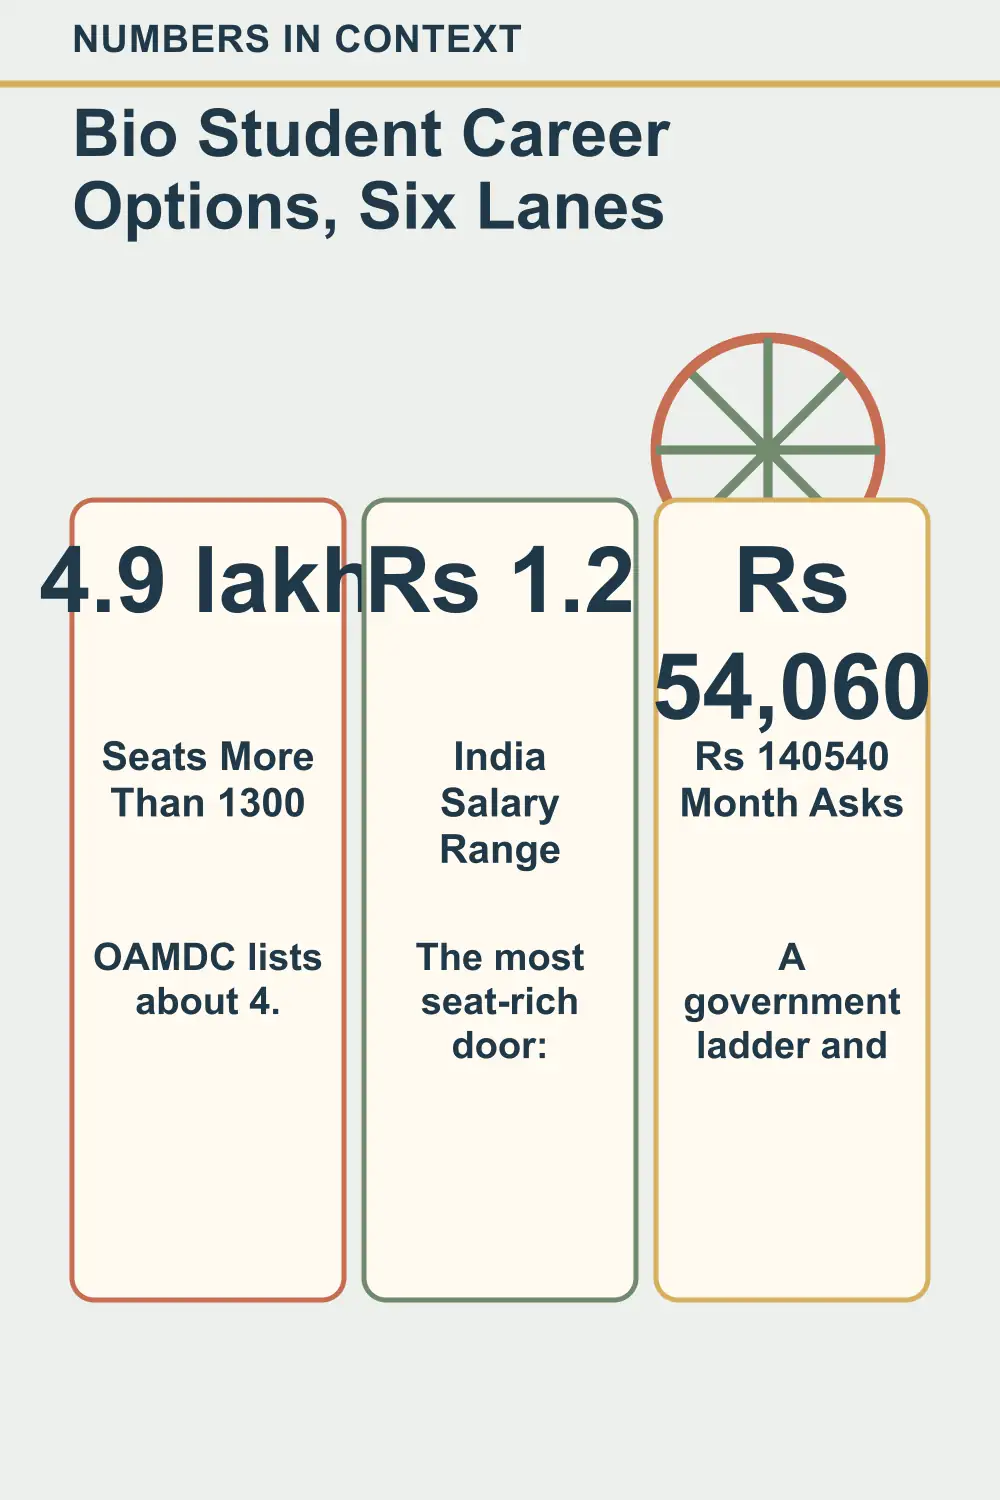 NUMBERS IN CONTEXT
Bio Student Career
Options, Six Lanes
4.9 lakh
Seats More
Than 1300
OAMDC lists
about 4.
Rs 1.2
India
Salary
Range
The most
seat-rich
door:
Rs
54,060
Rs 140540
Month Asks
A
government
ladder and